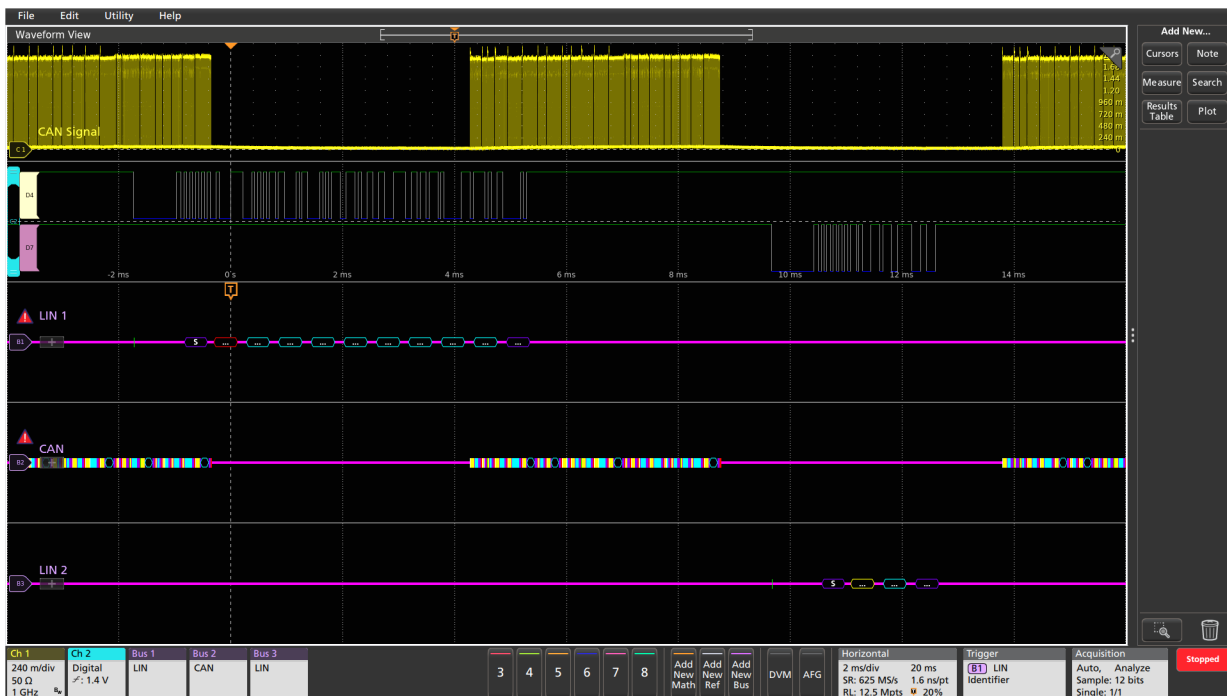 File Edit Utility Help
Waveform View
Add New...
Cursors Note
Measure Search
Results Table Plot
T
1.44
1.20
960 m
720 m
480 m
240 m
0
CAN Signal
C1
D4
D7
-2 ms 0 s 2 ms 4 ms 6 ms 8 ms 10 ms 12 ms 14 ms
T
LIN 1
B1 + S ... ... ... ... ... ... ... ... ... ...
CAN
B2 +
LIN 2
B3 + S ... ... ...
Ch 1 Ch 2 Bus 1 Bus 2 Bus 3
240 m/div Digital LIN CAN LIN
50 Ω 1.4 V
1 GHz Bw
3 4 5 6 7 8
Add New Math
Add New Ref
Add New Bus
DVM AFG
Horizontal
2 ms/div 20 ms
SR: 625 MS/s 1.6 ns/pt
RL: 12.5 Mpts 20%
Trigger
B1 LIN
Identifier
Acquisition
Auto, Analyze
Sample: 12 bits
Single: 1/1
Stopped